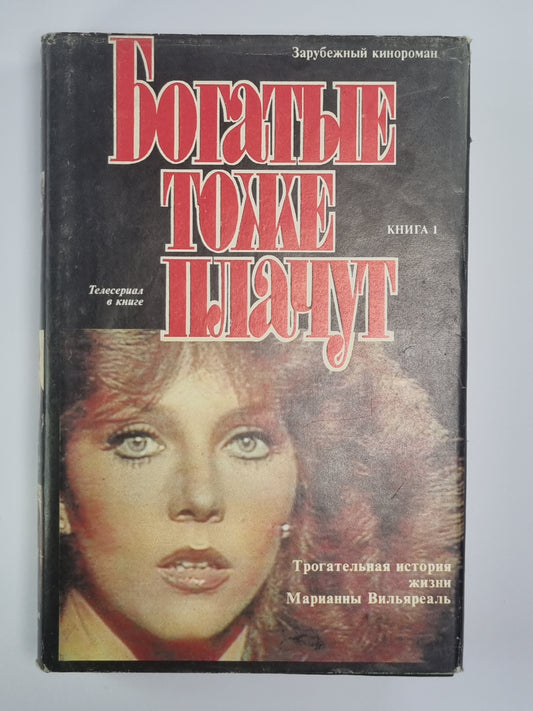 Зарубежный кинороман
Богатые
тоже
КНИГА 1
Телесериал
в книге
плачут
Трогательная история
жизни
Марианны Вильяреаль